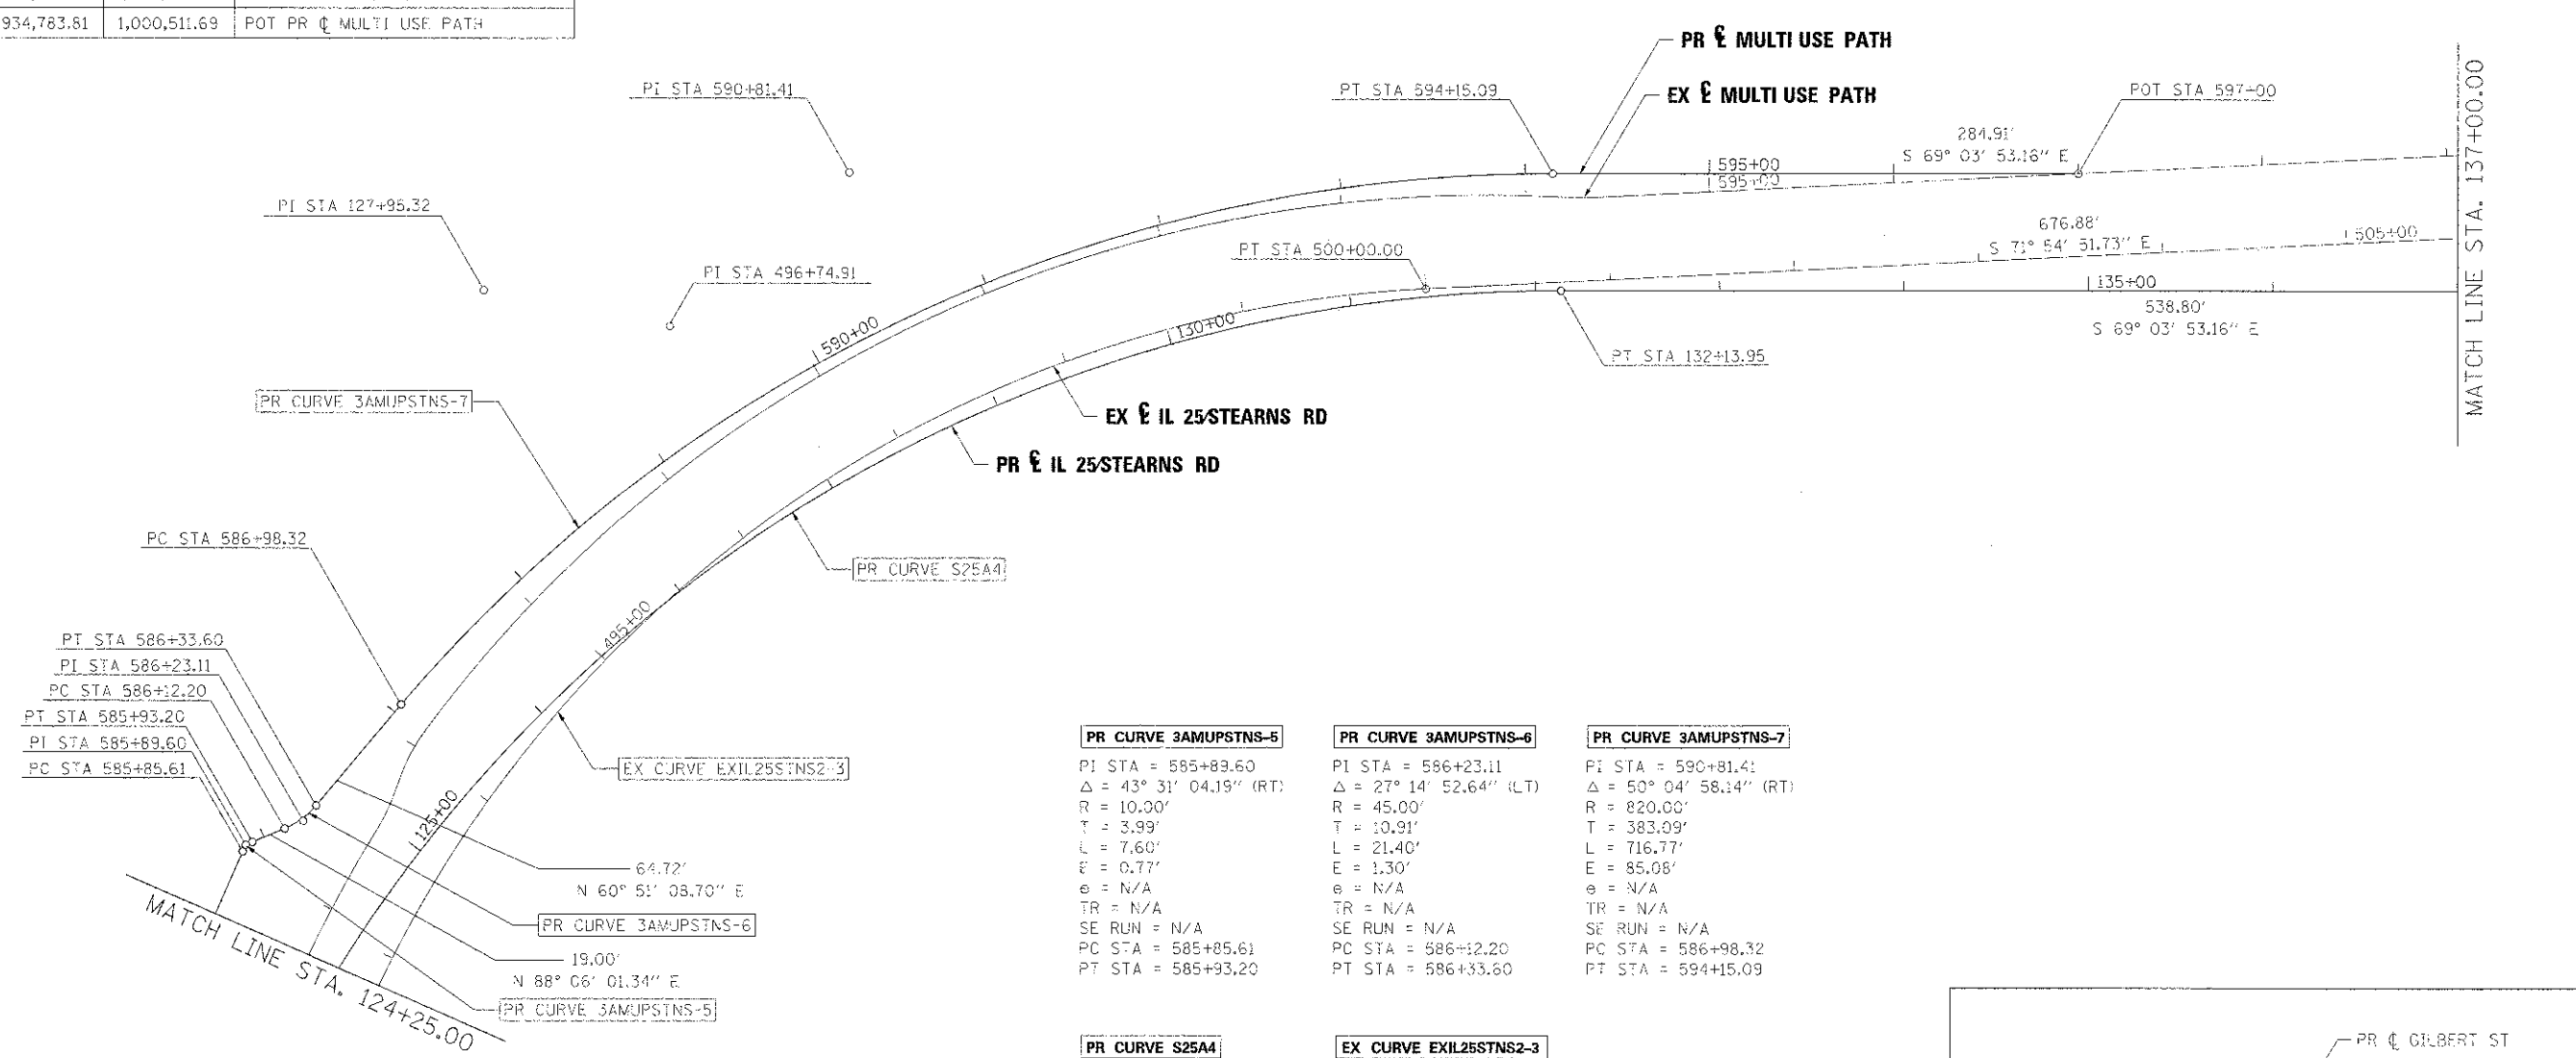 934,783.81 1,000,511.69 POT PR ℄ MULTI USE PATH
PR ℄ MULTI USE PATH
EX ℄ MULTI USE PATH
PI STA 590+81.41
PT STA 594+15.09
POT STA 597+00
284.91'
S 69° 03' 53.16" E
595+00
595+00
PI STA 127+95.32
PI STA 496+74.91
PT STA 500+00.00
676.88'
S 71° 54' 51.73" E
505+00
135+00
538.80'
S 69° 03' 53.16" E
MATCH LINE STA. 137+00.00
590+00
130+00
PT STA 132+13.95
PR CURVE 3AMUPSTNS-7
EX ℄ IL 25/STEARNS RD
PR ℄ IL 25/STEARNS RD
PC STA 586+98.32
PR CURVE S25A4
495+00
PT STA 586+33.60
PI STA 586+23.11
PC STA 586+12.20
PT STA 585+93.20
PI STA 585+89.60
PC STA 585+85.61
EX CURVE EXIL25STNS2-3
125+00
64.72'
N 60° 51' 08.70" E
PR CURVE 3AMUPSTNS-6
19.00'
N 88° 06' 01.34" E
PR CURVE 3AMUPSTNS-5
MATCH LINE STA. 124+25.00
PR CURVE 3AMUPSTNS-5
PI STA = 585+89.60
Δ = 43° 31' 04.19" (RT)
R = 10.00'
T = 3.99'
L = 7.60'
E = 0.77'
e = N/A
TR = N/A
SE RUN = N/A
PC STA = 585+85.61
PT STA = 585+93.20
PR CURVE 3AMUPSTNS-6
PI STA = 586+23.11
Δ = 27° 14' 52.64" (LT)
R = 45.00'
T = 10.91'
L = 21.40'
E = 1.30'
e = N/A
TR = N/A
SE RUN = N/A
PC STA = 586+12.20
PT STA = 586+33.60
PR CURVE 3AMUPSTNS-7
PI STA = 590+81.41
Δ = 50° 04' 58.14" (RT)
R = 820.00'
T = 383.09'
L = 716.77'
E = 85.08'
e = N/A
TR = N/A
SE RUN = N/A
PC STA = 586+98.32
PT STA = 594+15.09
PR CURVE S25A4
EX CURVE EXIL25STNS2-3
PR ℄ GILBERT ST